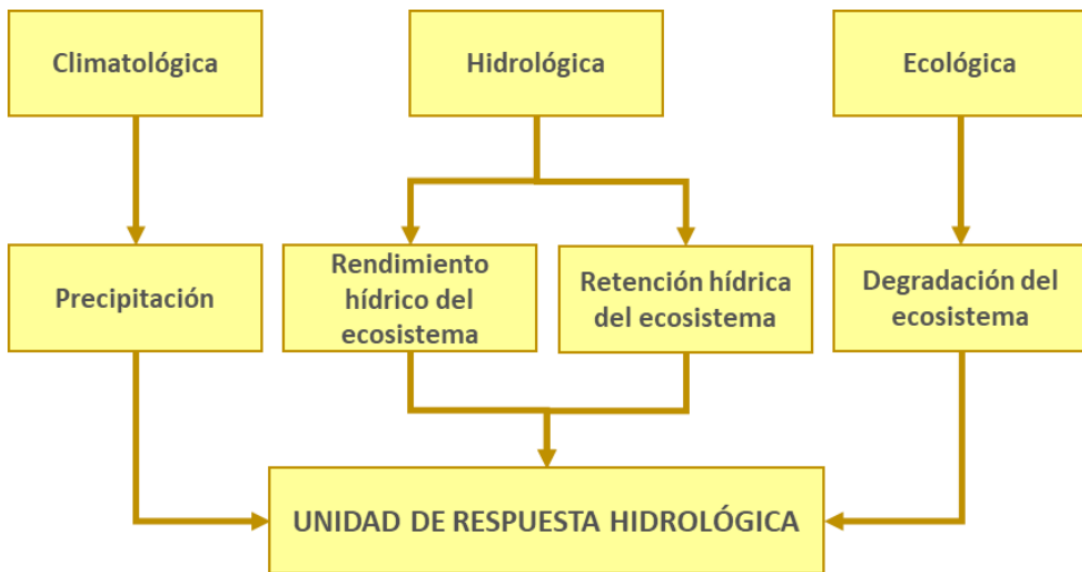 Climatológica
Hidrológica
Ecológica
Precipitación
Rendimiento
hídrico del
ecosistema
Retención hídrica
del ecosistema
Degradación del
ecosistema
UNIDAD DE RESPUESTA HIDROLÓGICA